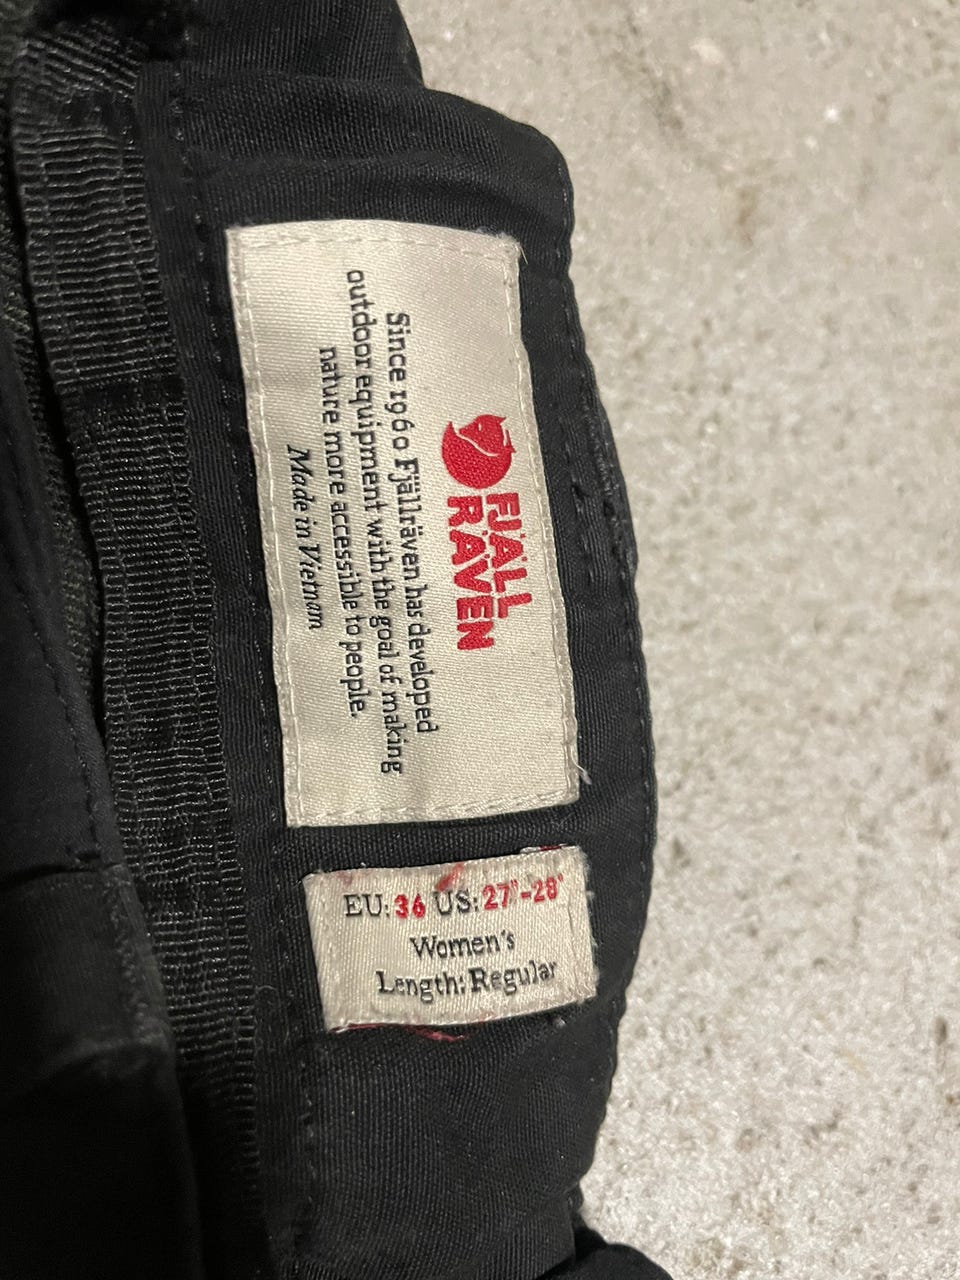 FJÄLL
RÄVEN
Since 1960 Fjällräven has developed
outdoor equipment with the goal of making
nature more accessible to people.
Made in Vietnam
EU: 36 US: 27"-28"
Women's
Length: Regular